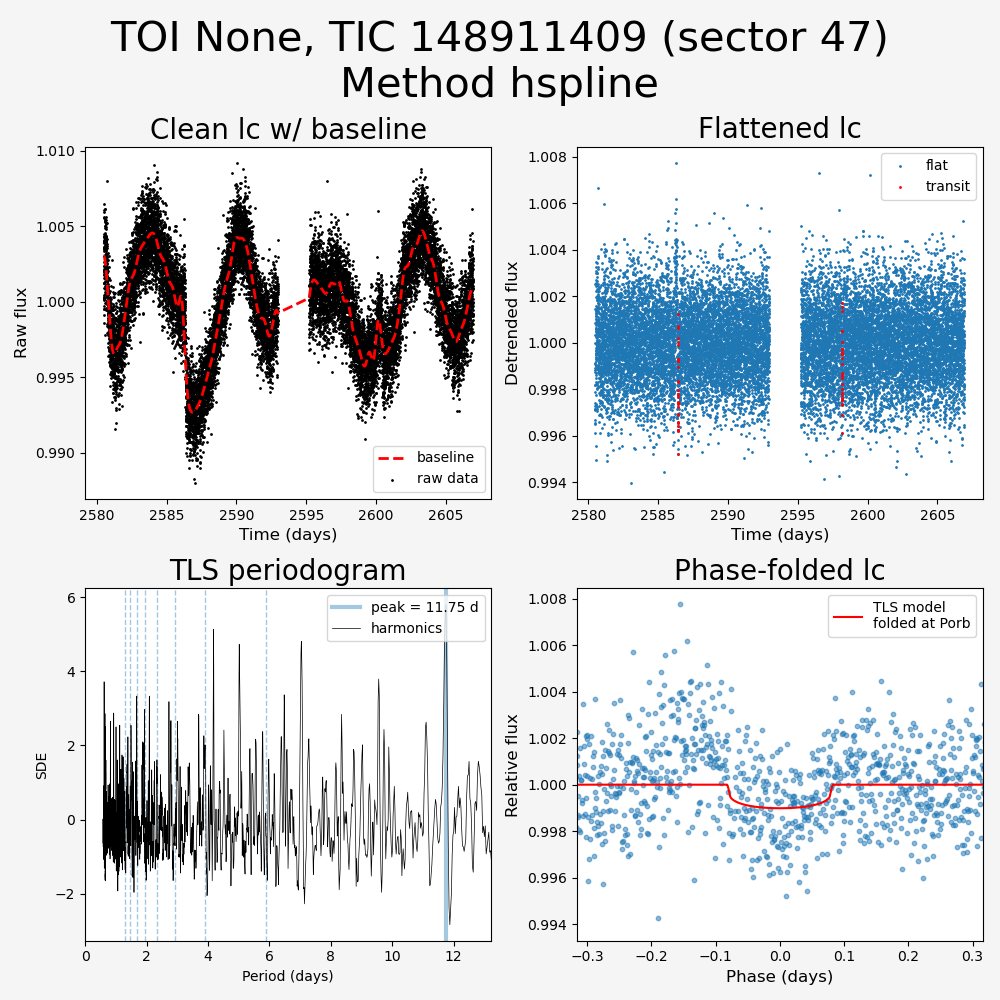 TOI None, TIC 148911409 (sector 47)
Method hspline
Clean lc w/ baseline
1.010
1.005
1.000
0.995
0.990
Raw flux
2580 2585 2590 2595 2600 2605
Time (days)
baseline
raw data
Flattened lc
1.008
1.006
1.004
1.002
1.000
0.998
0.996
0.994
Detrended flux
2580 2585 2590 2595 2600 2605
Time (days)
flat
transit
TLS periodogram
6
4
2
0
−2
SDE
0 2 4 6 8 10 12
Period (days)
peak = 11.75 d
harmonics
Phase-folded lc
1.008
1.006
1.004
1.002
1.000
0.998
0.996
0.994
Relative flux
−0.3 −0.2 −0.1 0.0 0.1 0.2 0.3
Phase (days)
TLS model
folded at Porb